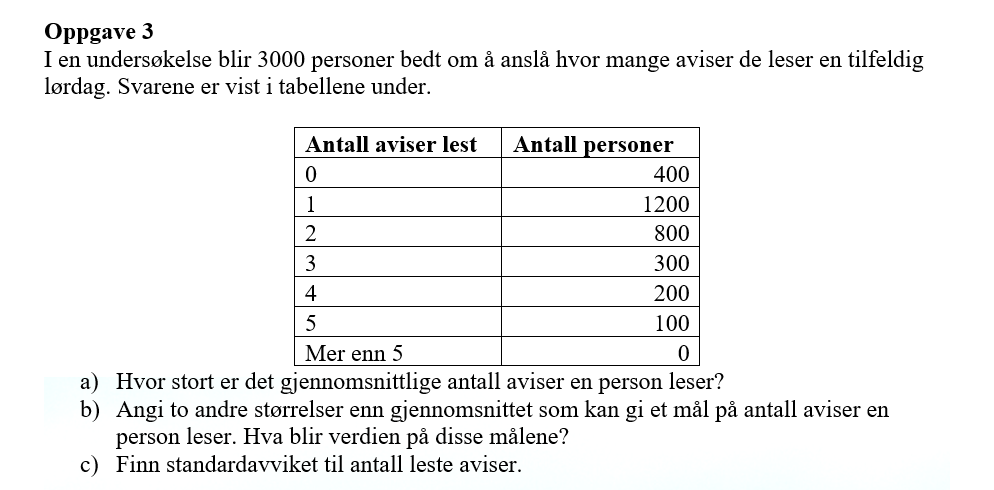 Oppgave 3
I en undersøkelse blir 3000 personer bedt om å anslå hvor mange aviser de leser en tilfeldig
lørdag. Svarene er vist i tabellene under.
Antall aviser lest Antall personer
0 400
1 1200
2 800
3 300
4 200
5 100
Mer enn 5 0
a) Hvor stort er det gjennomsnittlige antall aviser en person leser?
b) Angi to andre størrelser enn gjennomsnittet som kan gi et mål på antall aviser en
person leser. Hva blir verdien på disse målene?
c) Finn standardavviket til antall leste aviser.